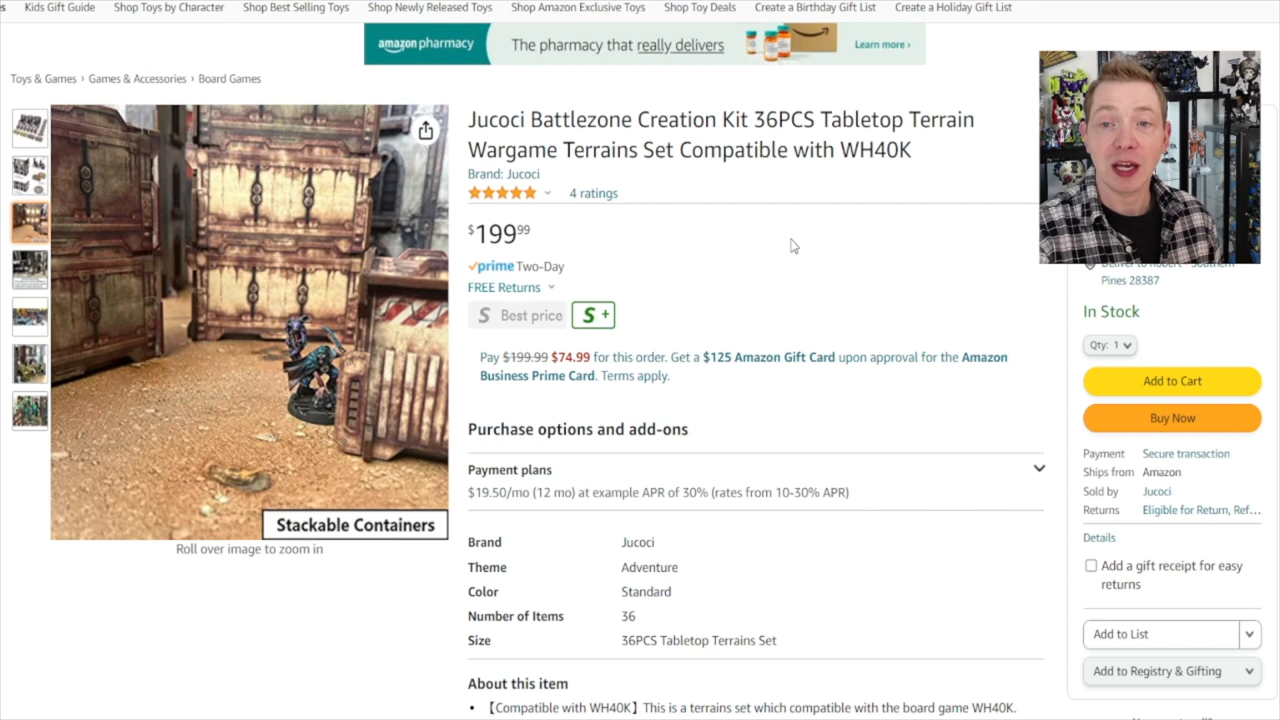 s Kids Gift Guide Shop Toys by Character Shop Best Selling Toys Shop Newly Released Toys Shop Amazon Exclusive Toys Shop Toy Deals Create a Birthday Gift List Create a Holiday Gift List
amazon pharmacy The pharmacy that really delivers Learn more ›
Toys & Games › Games & Accessories › Board Games
Stackable Containers
Roll over image to zoom in
Jucoci Battlezone Creation Kit 36PCS Tabletop Terrain
Wargame Terrains Set Compatible with WH40K
Brand: Jucoci
4 ratings
$199.99
prime Two-Day
FREE Returns
S Best price S +
Pay $199.99 $74.99 for this order. Get a $125 Amazon Gift Card upon approval for the Amazon
Business Prime Card. Terms apply.
Purchase options and add-ons
Payment plans
$19.50/mo (12 mo) at example APR of 30% (rates from 10-30% APR)
Brand Jucoci
Theme Adventure
Color Standard
Number of Items 36
Size 36PCS Tabletop Terrains Set
About this item
• 【Compatible with WH40K】This is a terrains set which compatible with the board game WH40K.
Pines 28387
In Stock
Qty: 1
Add to Cart
Buy Now
Payment Secure transaction
Ships from Amazon
Sold by Jucoci
Returns Eligible for Return, Ref...
Details
Add a gift receipt for easy
returns
Add to List
Add to Registry & Gifting